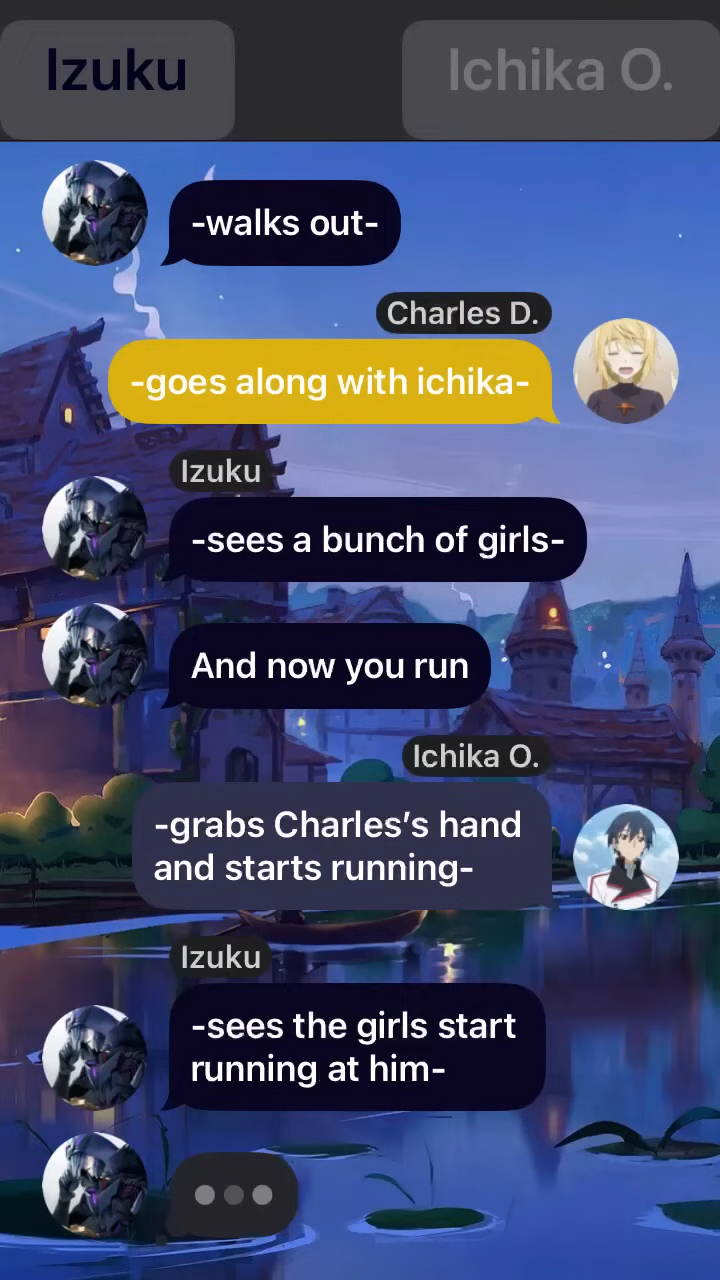 Izuku
Ichika O.
-walks out-
Charles D.
-goes along with ichika-
Izuku
-sees a bunch of girls-
And now you run
Ichika O.
-grabs Charles’s hand
and starts running-
Izuku
-sees the girls start
running at him-